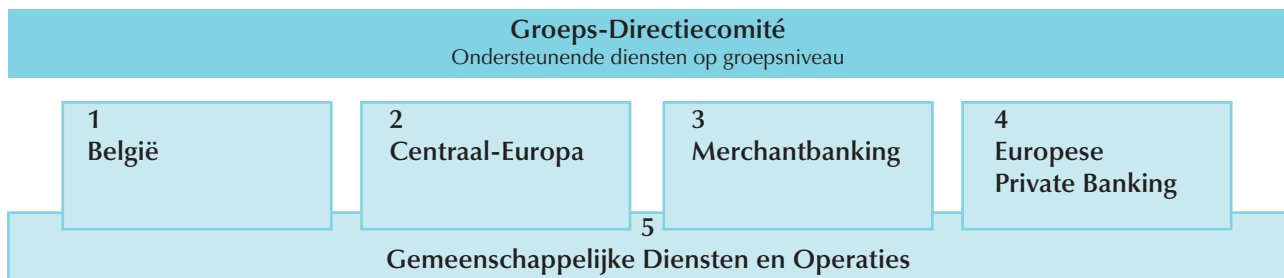 Groeps-Directiecomité
Ondersteunende diensten op groepsniveau
1
België
2
Centraal-Europa
3
Merchantbanking
4
Europese
Private Banking
5
Gemeenschappelijke Diensten en Operaties